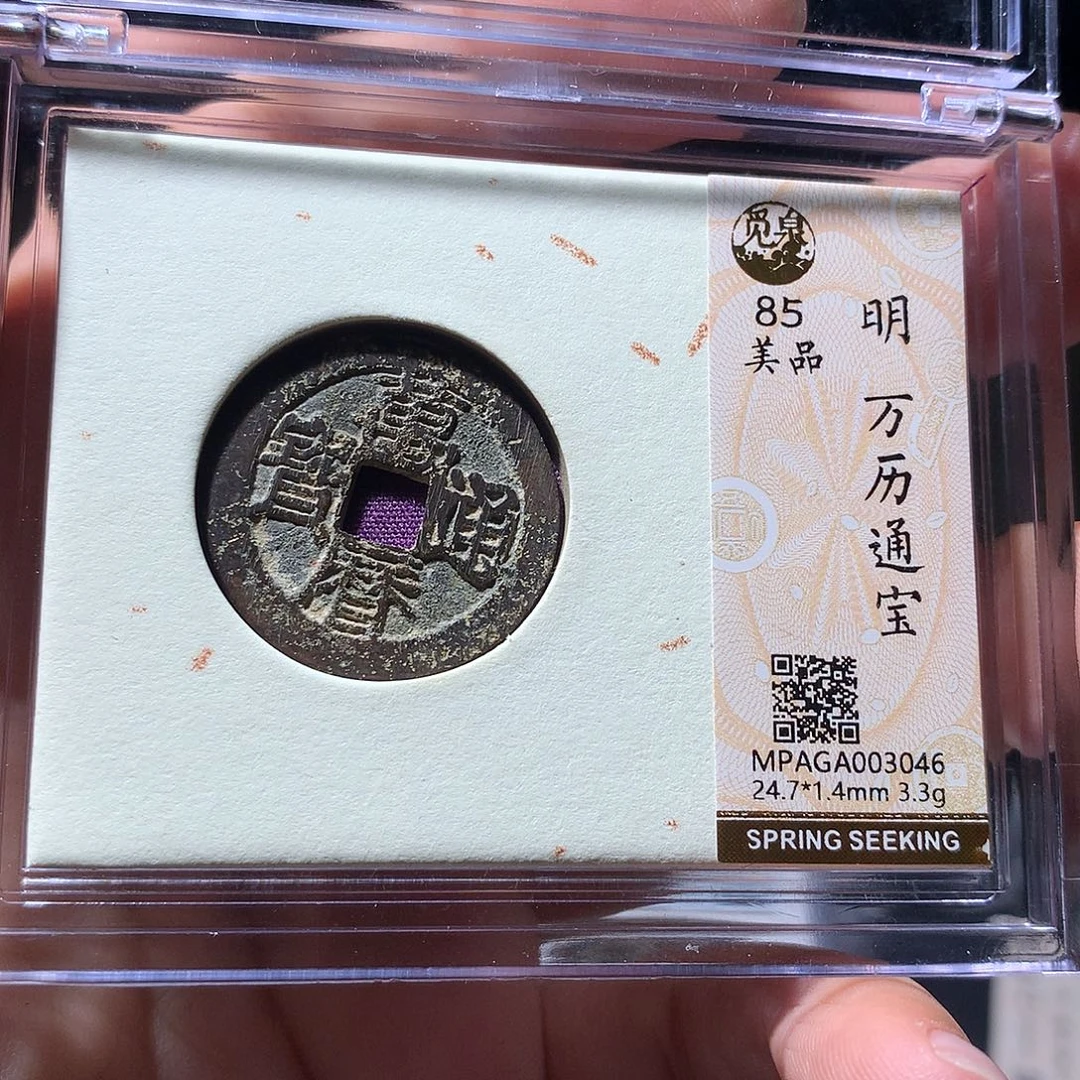 觅泉
85
美品
明 万历通宝
MPAGA003046
24.7*1.4mm 3.3g
SPRING SEEKING
萬曆通寶